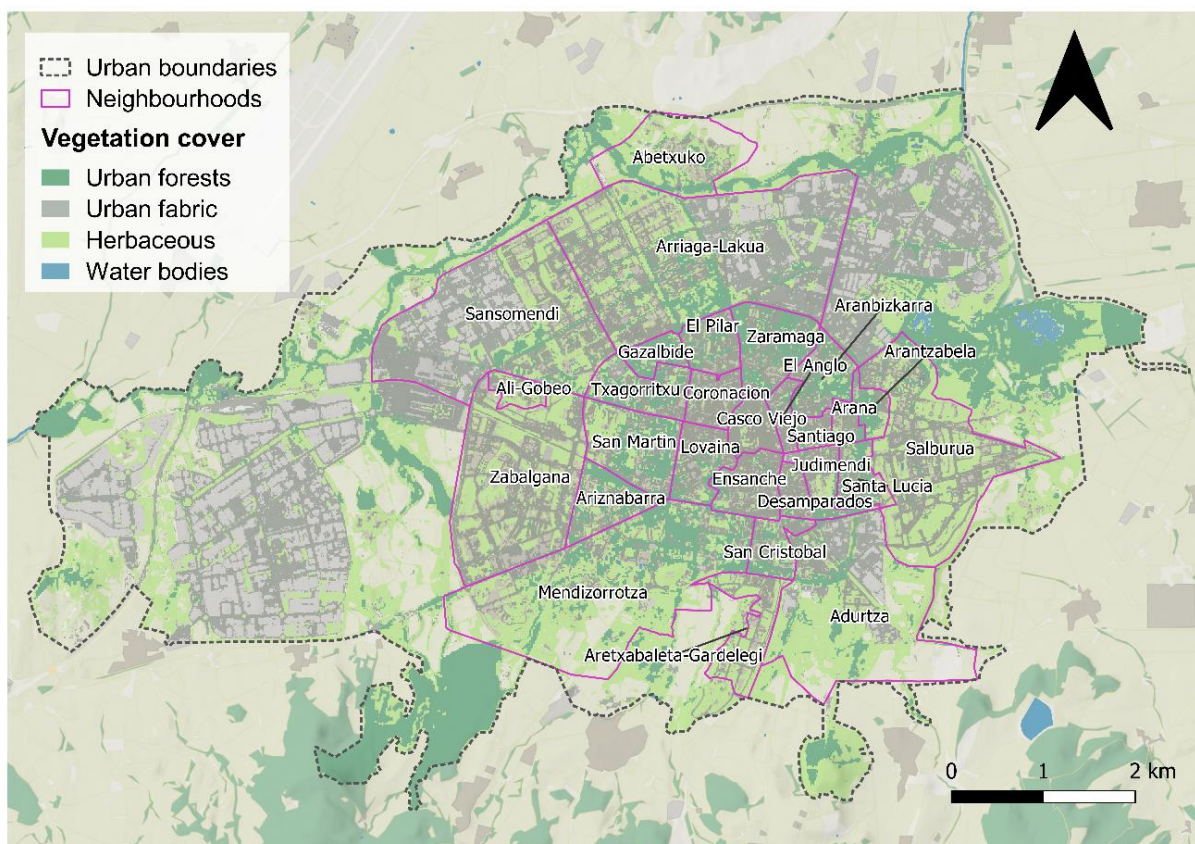 Urban boundaries
Neighbourhoods
Vegetation cover
Urban forests
Urban fabric
Herbaceous
Water bodies
Abetxuko
Arriaga-Lakua
Aranbizkarra
Sansomendi
El Pilar
Zaramaga
Gazalbide
Arantzabela
El Anglo
Ali-Gobeo
Txagorritxu
Coronacion
Arana
Casco Viejo
Santiago
San Martin
Lovaina
Salburua
Judimendi
Zabalgana
Ensanche
Santa Lucia
Ariznabarra
Desamparados
San Cristobal
Mendizorrotza
Adurtza
Aretxabaleta-Gardelegi
0 1 2 km